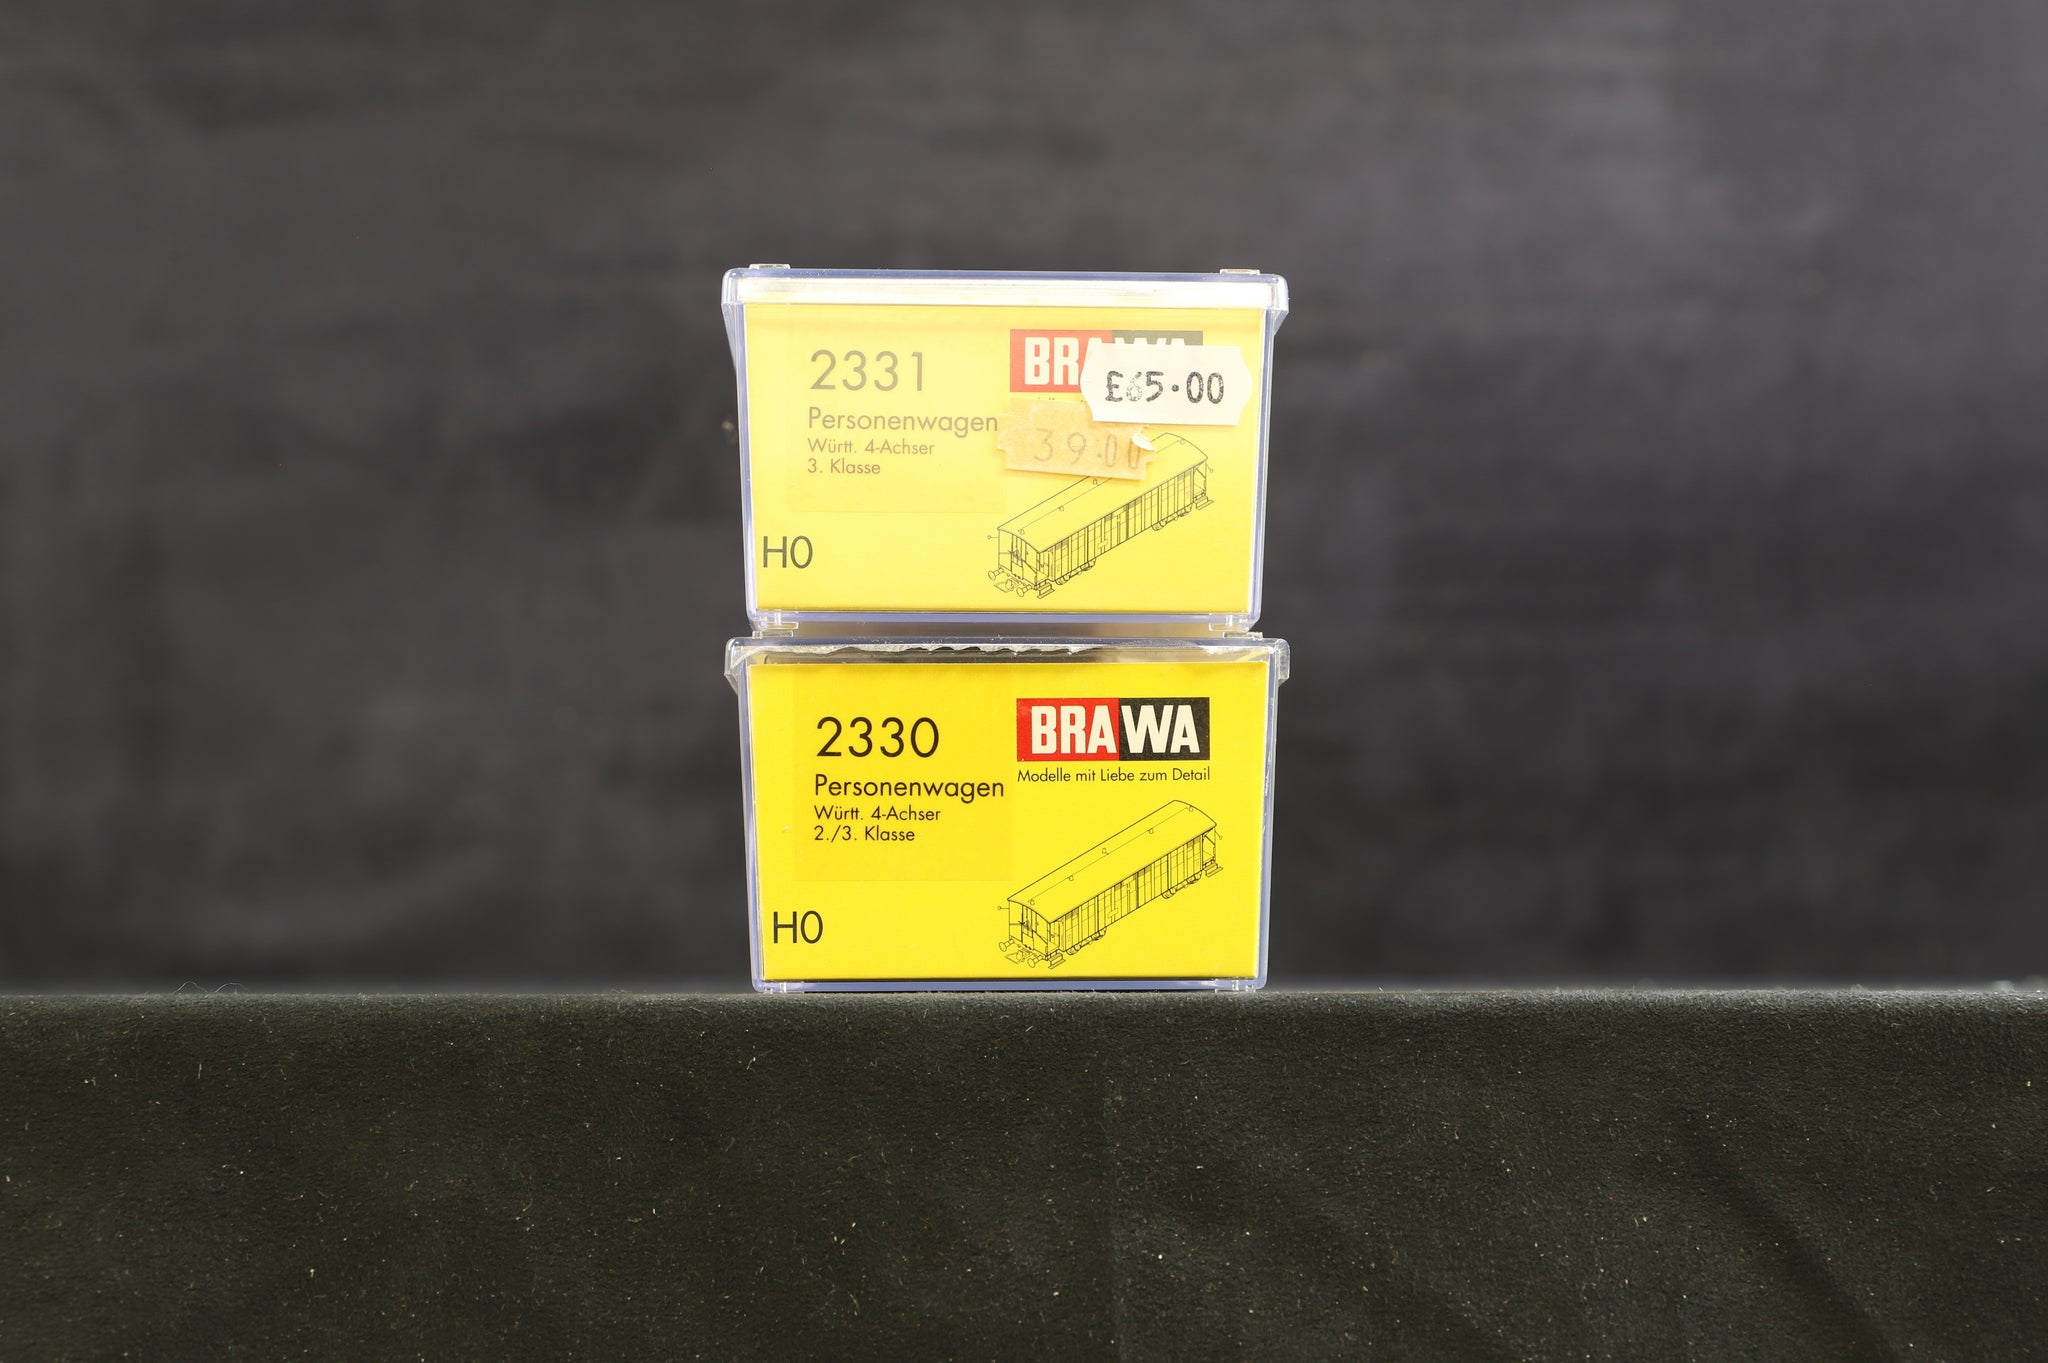 2331
Personenwagen
Württ. 4-Achser
3. Klasse
H0
BRAWA
£65.00
39.00
2330
Personenwagen
Württ. 4-Achser
2./3. Klasse
H0
BRAWA
Modelle mit Liebe zum Detail